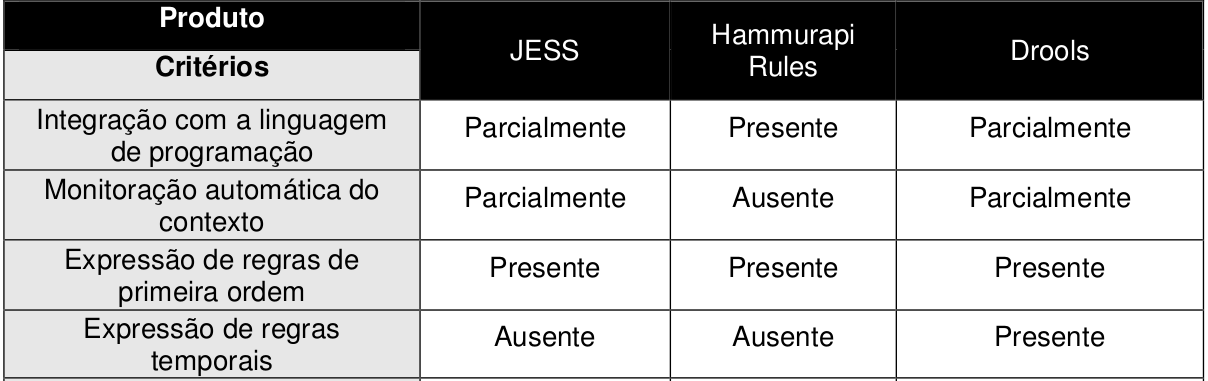 Produto
Critérios
JESS
Hammurapi
Rules
Drools
Integração com a linguagem
de programação
Parcialmente
Presente
Parcialmente
Monitoração automática do
contexto
Parcialmente
Ausente
Parcialmente
Expressão de regras de
primeira ordem
Presente
Presente
Presente
Expressão de regras
temporais
Ausente
Ausente
Presente